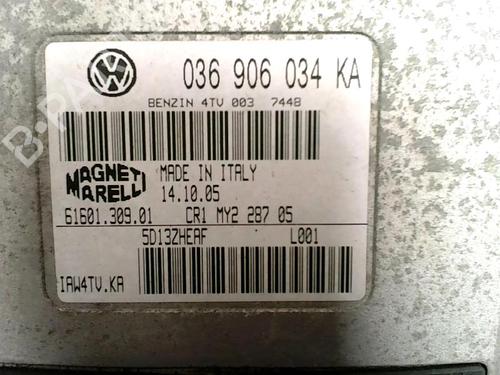 036 906 034 KA
BENZIN 4TV 003 7448
MAGNETI MARELLI
MADE IN ITALY
14.10.05
61601.309.01 CR1 MY2 287 05
5D13ZHEAF L001
IAW4TV.KA